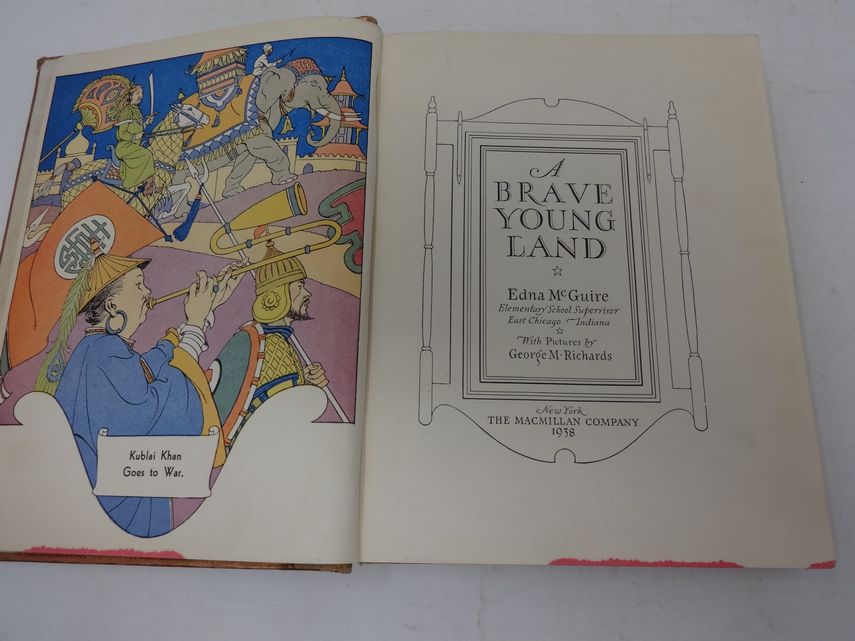 Kublai Khan
Goes to War.
A
BRAVE
YOUNG
LAND
Edna McGuire
Elementary School Supervisor
East Chicago ~ Indiana
With Pictures by
George M. Richards
New York
THE MACMILLAN COMPANY
1938